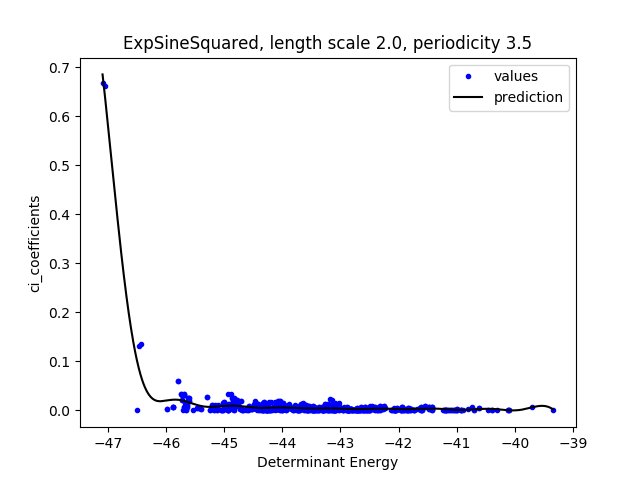 ExpSineSquared, length scale 2.0, periodicity 3.5
values
prediction
0.7
0.6
0.5
0.4
0.3
0.2
0.1
0.0
ci_coefficients
−47 −46 −45 −44 −43 −42 −41 −40 −39
Determinant Energy